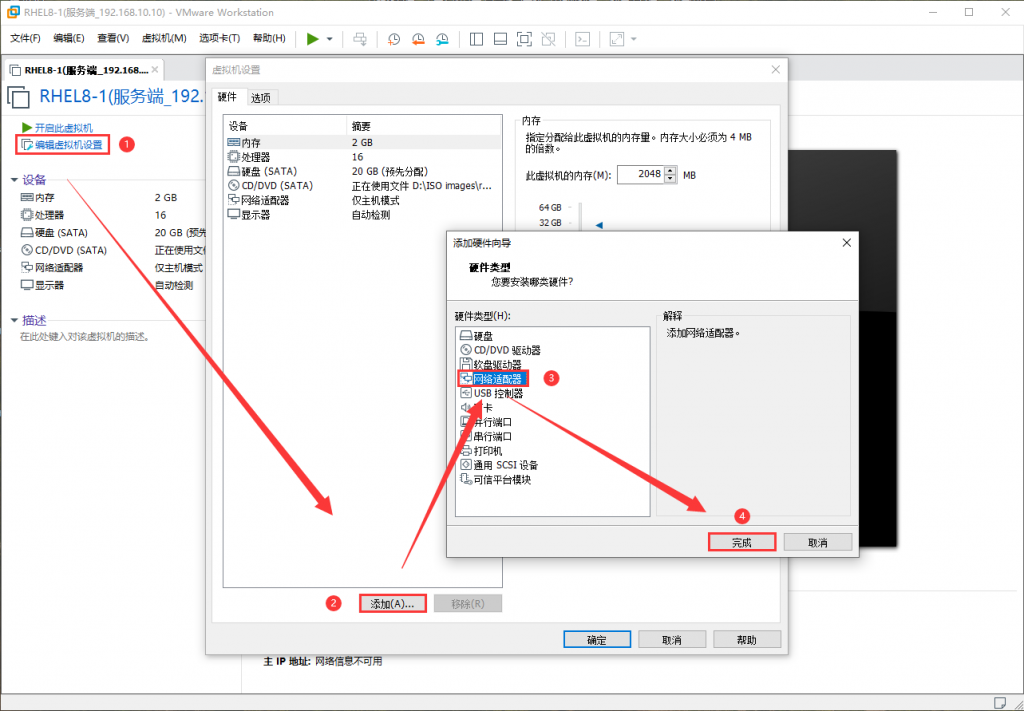 RHEL8-1(服务端_192.168.10.10) - VMware Workstation
文件(F) 编辑(E) 查看(V) 虚拟机(M) 选项卡(T) 帮助(H)
RHEL8-1(服务端_192.168....
RHEL8-1(服务端_192.
开启此虚拟机
编辑虚拟机设置
1
设备
内存 2 GB
处理器 16
硬盘 (SATA) 20 GB (预先
CD/DVD (SATA) 正在使用文件
网络适配器 仅主机模式
显示器 自动检测
描述
在此处键入对该虚拟机的描述。
虚拟机设置
硬件 选项
设备 摘要
内存 2 GB
处理器 16
硬盘 (SATA) 20 GB (预先分配)
CD/DVD (SATA) 正在使用文件 D:\ISO images\r...
网络适配器 仅主机模式
显示器 自动检测
2
添加(A)... 移除(R)
内存
指定分配给此虚拟机的内存量。内存大小必须为 4 MB
的倍数。
此虚拟机的内存(M): 2048 MB
64 GB
32 GB
添加硬件向导
硬件类型
您要安装哪类硬件?
硬件类型(H):
硬盘
CD/DVD 驱动器
软盘驱动器
网络适配器
3
USB 控制器
卡
并行端口
串行端口
打印机
通用 SCSI 设备
可信平台模块
解释
添加网络适配器。
4
完成 取消
确定 取消 帮助
主 IP 地址: 网络信息不可用